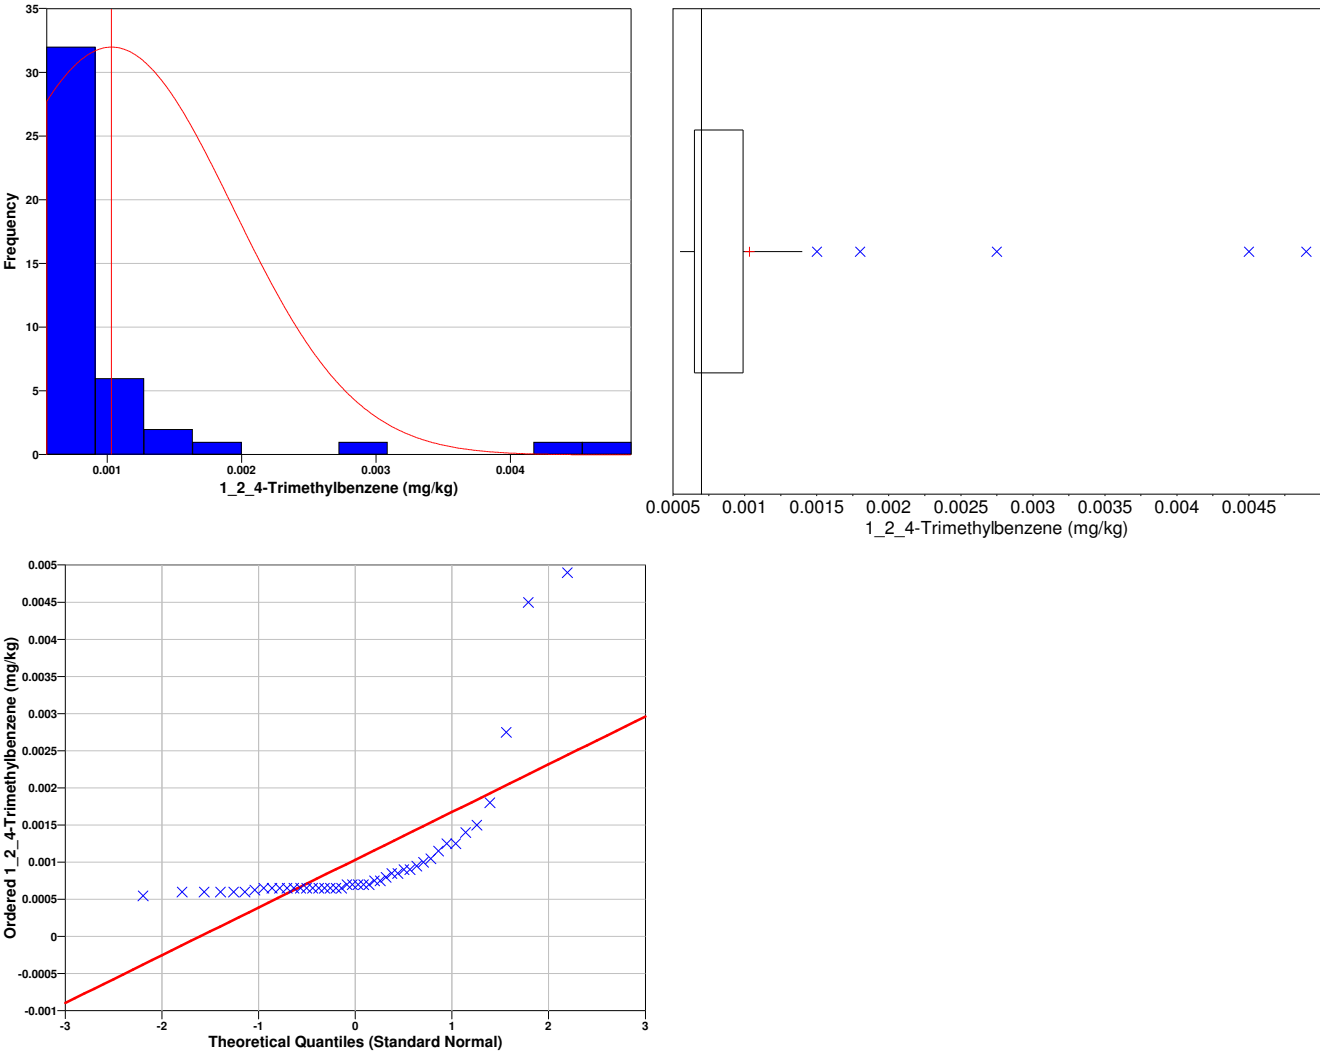 35
30
25
20
15
10
5
0
Frequency
0.001 0.002 0.003 0.004
1_2_4-Trimethylbenzene (mg/kg)
0.0005 0.001 0.0015 0.002 0.0025 0.003 0.0035 0.004 0.0045
1_2_4-Trimethylbenzene (mg/kg)
0.005
0.0045
0.004
0.0035
0.003
0.0025
0.002
0.0015
0.001
0.0005
0
-0.0005
-0.001
Ordered 1_2_4-Trimethylbenzene (mg/kg)
-3 -2 -1 0 1 2 3
Theoretical Quantiles (Standard Normal)